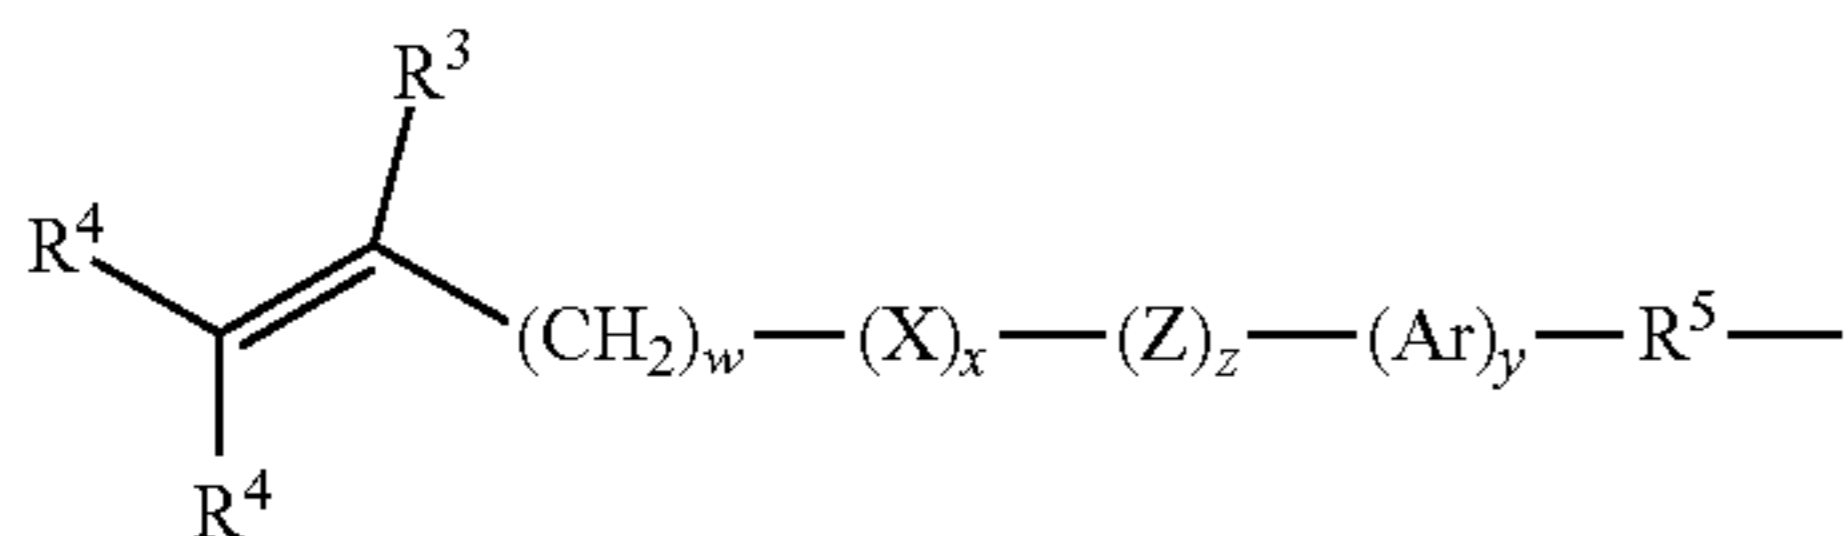 R³
R⁴
(CH₂)w—(X)x—(Z)z—(Ar)y—R⁵—
R⁴